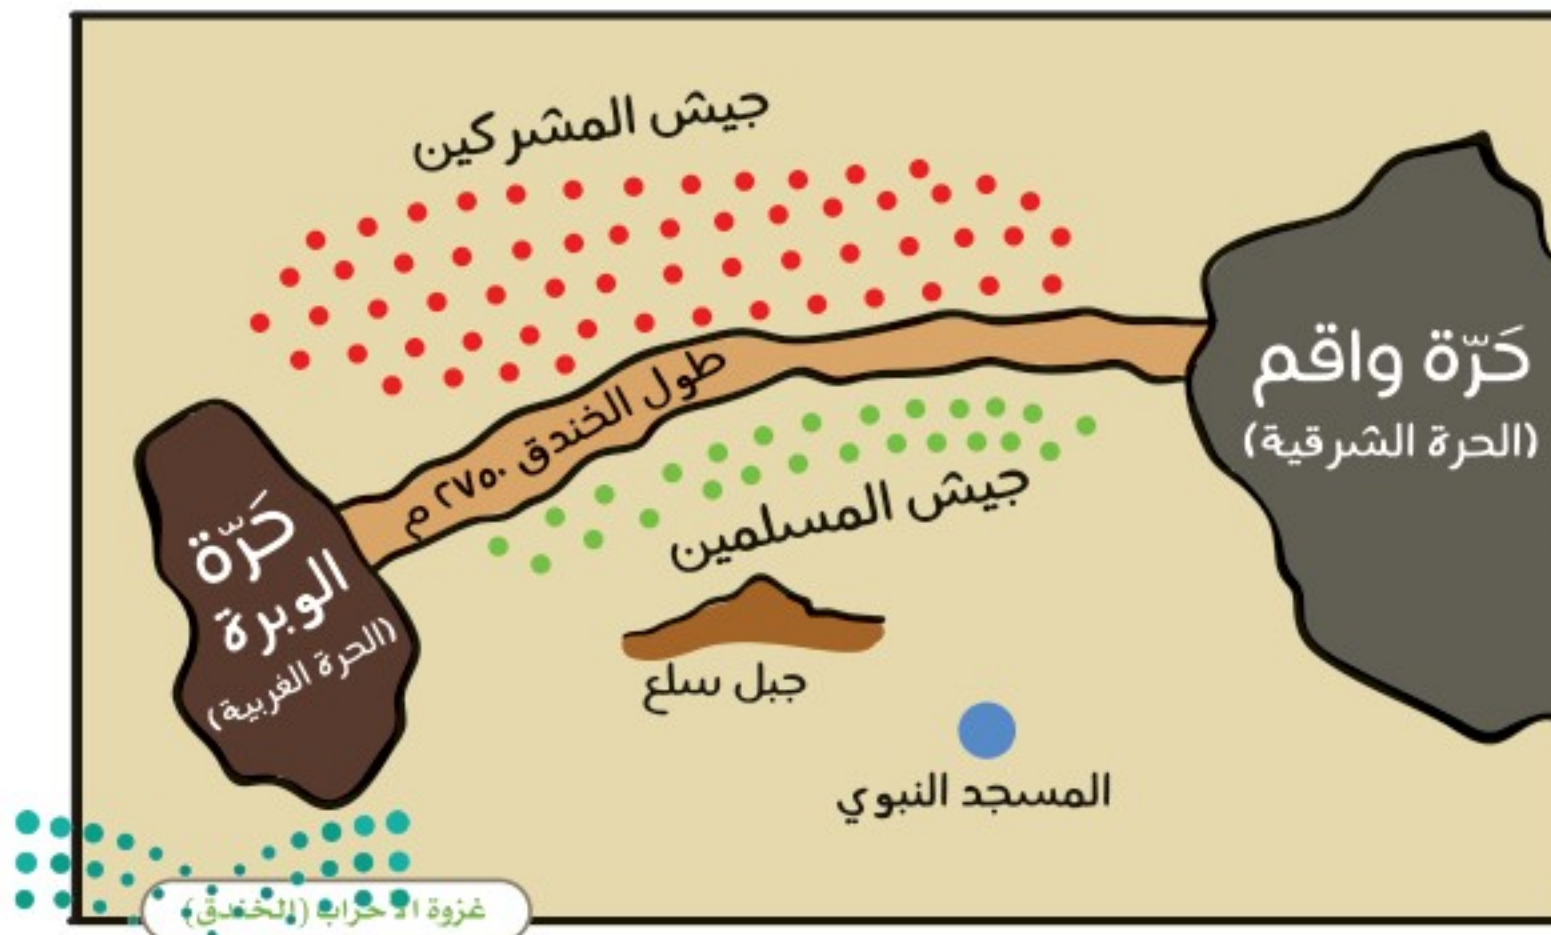 جيش المشركين
حَرّة واقم
(الحرة الشرقية)
طول الخندق ٢٧٥٠ م
جيش المسلمين
حَرّة
الوبرة
(الحرة الغربية)
جبل سلع
المسجد النبوي
غزوة الأحزاب (الخندق)